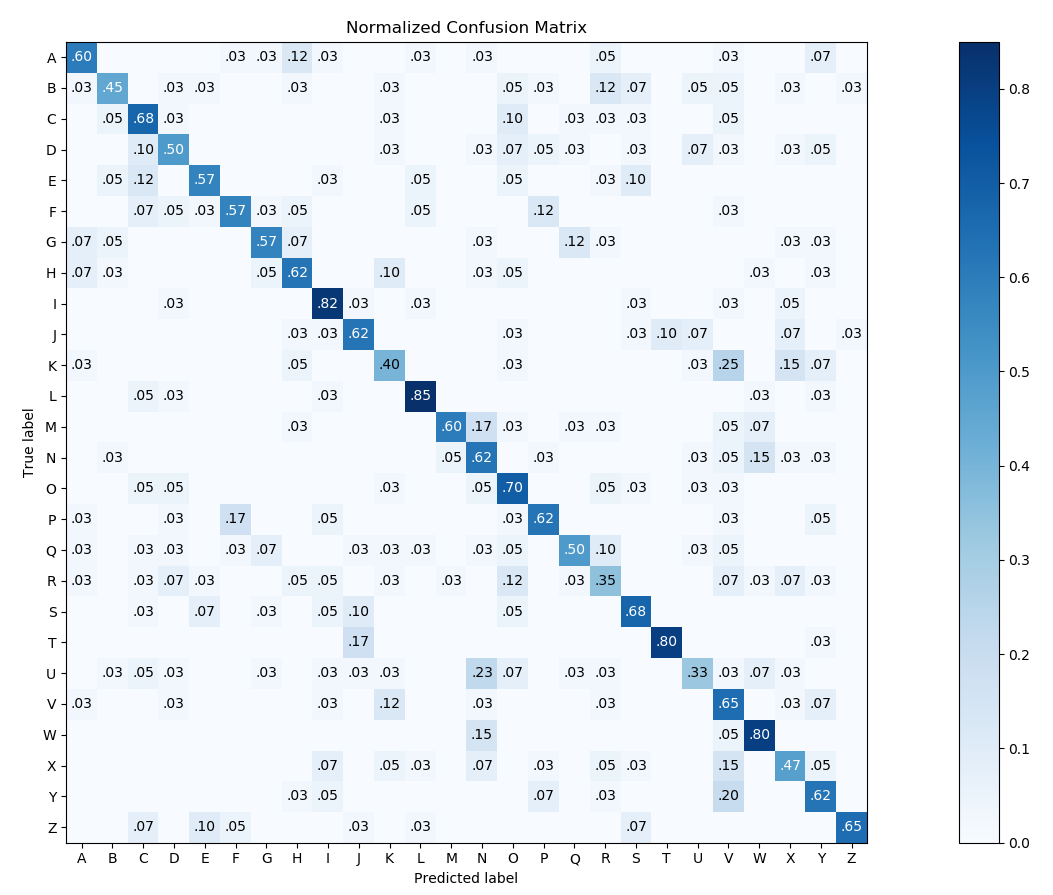 Normalized Confusion Matrix
A .60 .03 .03 .12 .03 .03 .03 .05 .03 .07
B .03 .45 .03 .03 .03 .03 .05 .03 .12 .07 .05 .05 .03 .03
C .05 .68 .03 .03 .10 .03 .03 .03 .05
D .10 .50 .03 .03 .07 .05 .03 .03 .07 .03 .03 .05
E .05 .12 .57 .03 .05 .05 .03 .10
F .07 .05 .03 .57 .03 .05 .05 .12 .03
G .07 .05 .57 .07 .03 .12 .03 .03 .03
H .07 .03 .05 .62 .10 .03 .05 .03 .03
I .03 .82 .03 .03 .03 .03 .05
J .03 .03 .62 .03 .03 .10 .07 .07 .03
K .03 .05 .40 .03 .03 .25 .15 .07
L .05 .03 .03 .85 .03 .03
M .03 .60 .17 .03 .03 .03 .05 .07
N .03 .05 .62 .03 .03 .05 .15 .03 .03
O .05 .05 .03 .05 .70 .05 .03 .03 .03
P .03 .03 .17 .05 .03 .62 .03 .05
Q .03 .03 .03 .03 .07 .03 .03 .03 .03 .05 .50 .10 .03 .05
R .03 .03 .07 .03 .05 .05 .03 .03 .12 .03 .35 .07 .03 .07 .03
S .03 .07 .03 .05 .10 .05 .68
T .17 .80 .03
U .03 .05 .03 .03 .03 .03 .03 .23 .07 .03 .03 .33 .03 .07 .03
V .03 .03 .03 .12 .03 .03 .65 .03 .07
W .15 .05 .80
X .07 .05 .03 .07 .03 .05 .03 .15 .47 .05
Y .03 .05 .07 .03 .20 .62
Z .07 .10 .05 .03 .03 .07 .65
A B C D E F G H I J K L M N O P Q R S T U V W X Y Z
Predicted label
True label
0.8
0.7
0.6
0.5
0.4
0.3
0.2
0.1
0.0